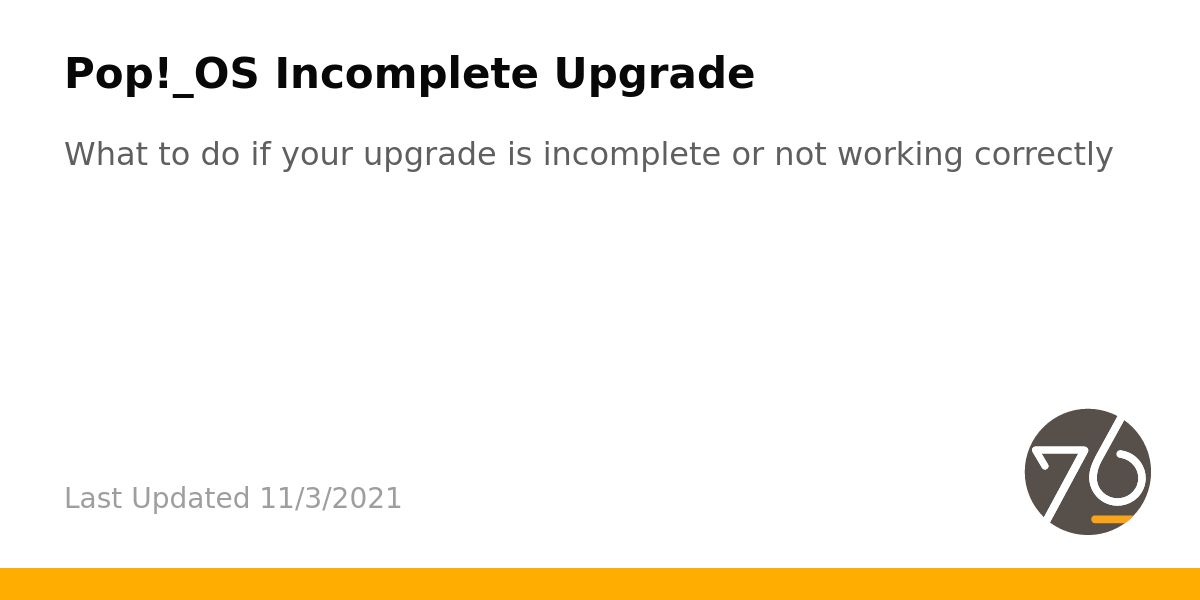 Pop!_OS Incomplete Upgrade
What to do if your upgrade is incomplete or not working correctly
Last Updated 11/3/2021
76